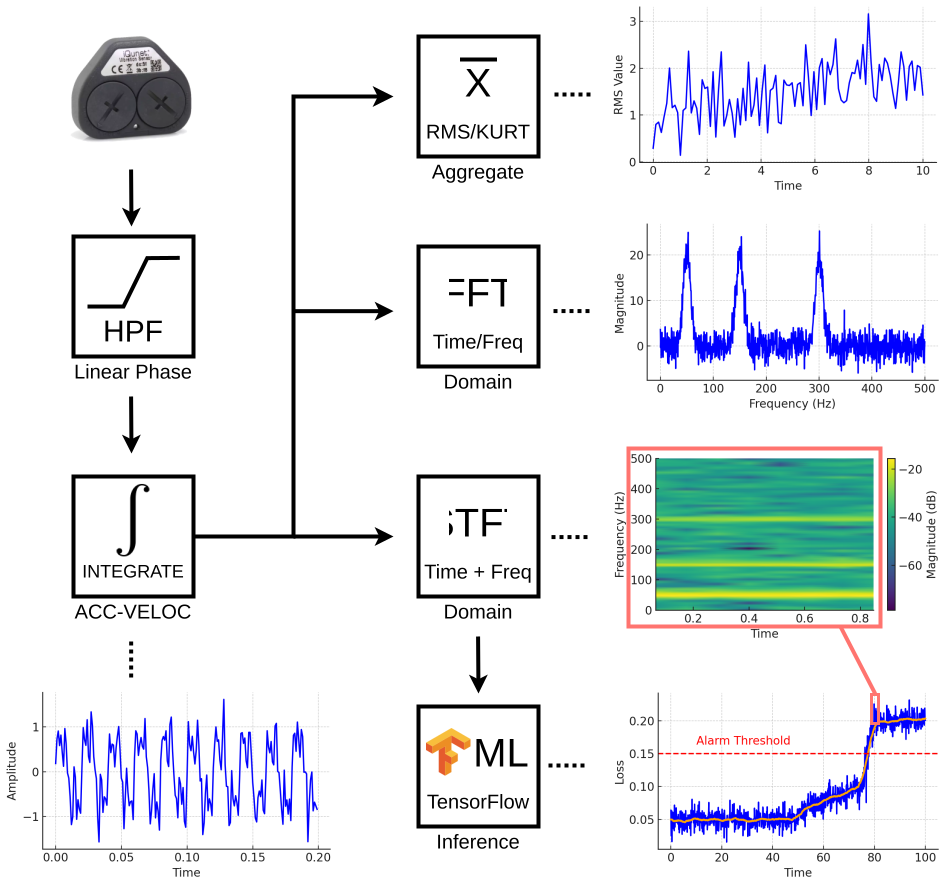 iQunet
Vibration Sensor
CE
HPF
Linear Phase
∫
INTEGRATE
ACC-VELOC
X
RMS/KURT
Aggregate
FFT
Time/Freq
Domain
STFT
Time + Freq
Domain
ML
TensorFlow
Inference
RMS Value
3
2
1
0
0 2 4 6 8 10
Time
Magnitude
20
10
0
0 100 200 300 400 500
Frequency (Hz)
Frequency (Hz)
500
400
300
200
100
0
0.2 0.4 0.6 0.8
Time
−20
−40
−60
Magnitude (dB)
Amplitude
1
0
−1
0.00 0.05 0.10 0.15 0.20
Time
Loss
0.20
0.15
0.10
0.05
Alarm Threshold
0 20 40 60 80 100
Time